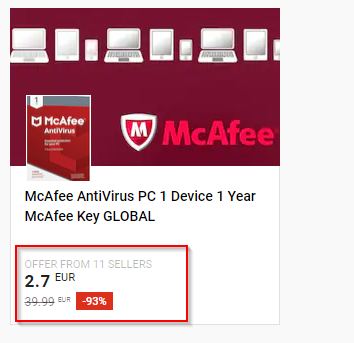 McAfee
1
McAfee
AntiVirus
McAfee AntiVirus PC 1 Device 1 Year
McAfee Key GLOBAL
OFFER FROM 11 SELLERS
2.7 EUR
39.99 EUR -93%